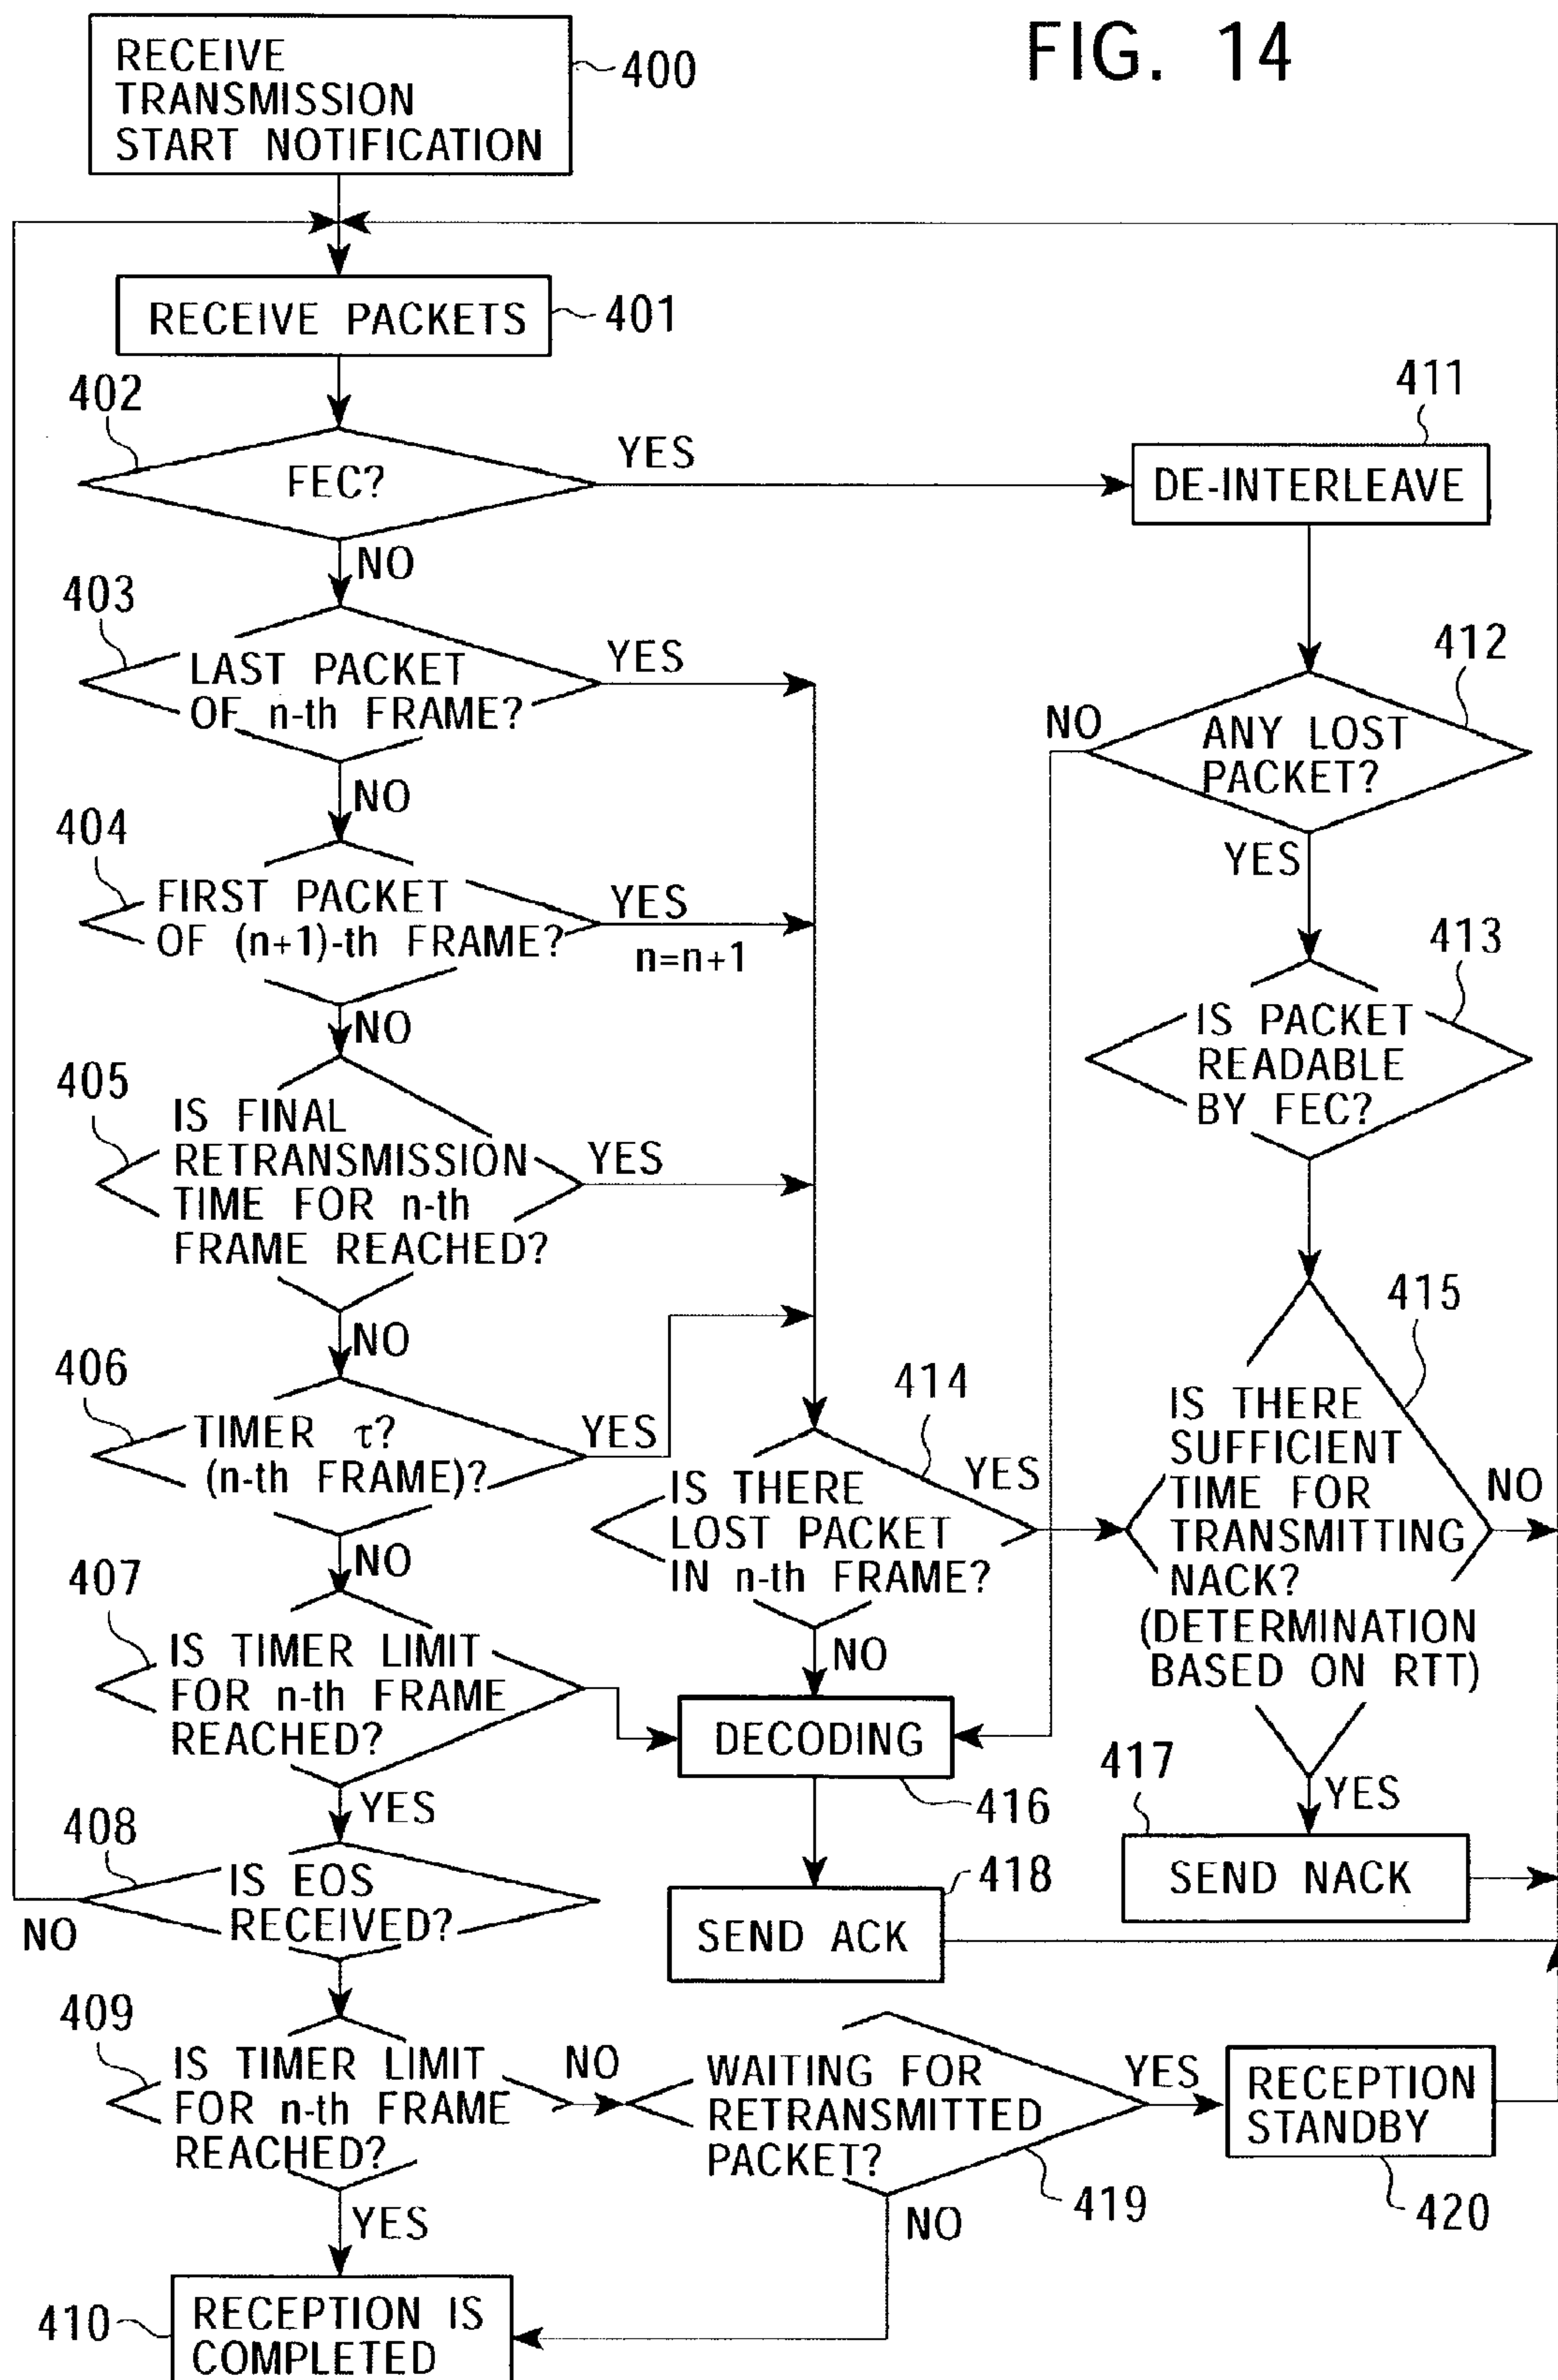 FIG. 14
RECEIVE
TRANSMISSION
START NOTIFICATION
400
RECEIVE PACKETS
401
402
FEC?
YES
NO
411
DE-INTERLEAVE
403
LAST PACKET
OF n-th FRAME?
YES
NO
412
ANY LOST
PACKET?
NO
YES
404
FIRST PACKET
OF (n+1)-th FRAME?
YES
n=n+1
NO
413
IS PACKET
READABLE
BY FEC?
405
IS FINAL
RETRANSMISSION
TIME FOR n-th
FRAME REACHED?
YES
NO
406
TIMER τ?
(n-th FRAME)?
YES
NO
414
IS THERE
LOST PACKET
IN n-th FRAME?
YES
NO
415
IS THERE
SUFFICIENT
TIME FOR
TRANSMITTING
NACK?
(DETERMINATION
BASED ON RTT)
NO
YES
407
IS TIMER LIMIT
FOR n-th FRAME
REACHED?
YES
DECODING
416
417
SEND NACK
408
IS EOS
RECEIVED?
NO
418
SEND ACK
409
IS TIMER LIMIT
FOR n-th FRAME
REACHED?
NO
YES
WAITING FOR
RETRANSMITTED
PACKET?
YES
419
NO
RECEPTION
STANDBY
420
410
RECEPTION IS
COMPLETED